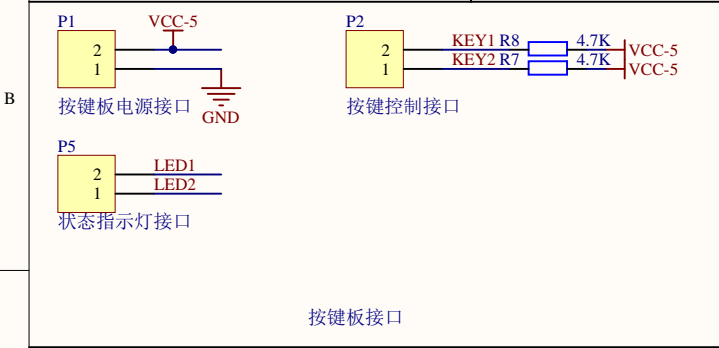 P1
VCC-5
2
1
按键板电源接口
GND
P2
2
1
KEY1 R8 4.7K VCC-5
KEY2 R7 4.7K VCC-5
按键控制接口
B
P5
2
1
LED1
LED2
状态指示灯接口
按键板接口